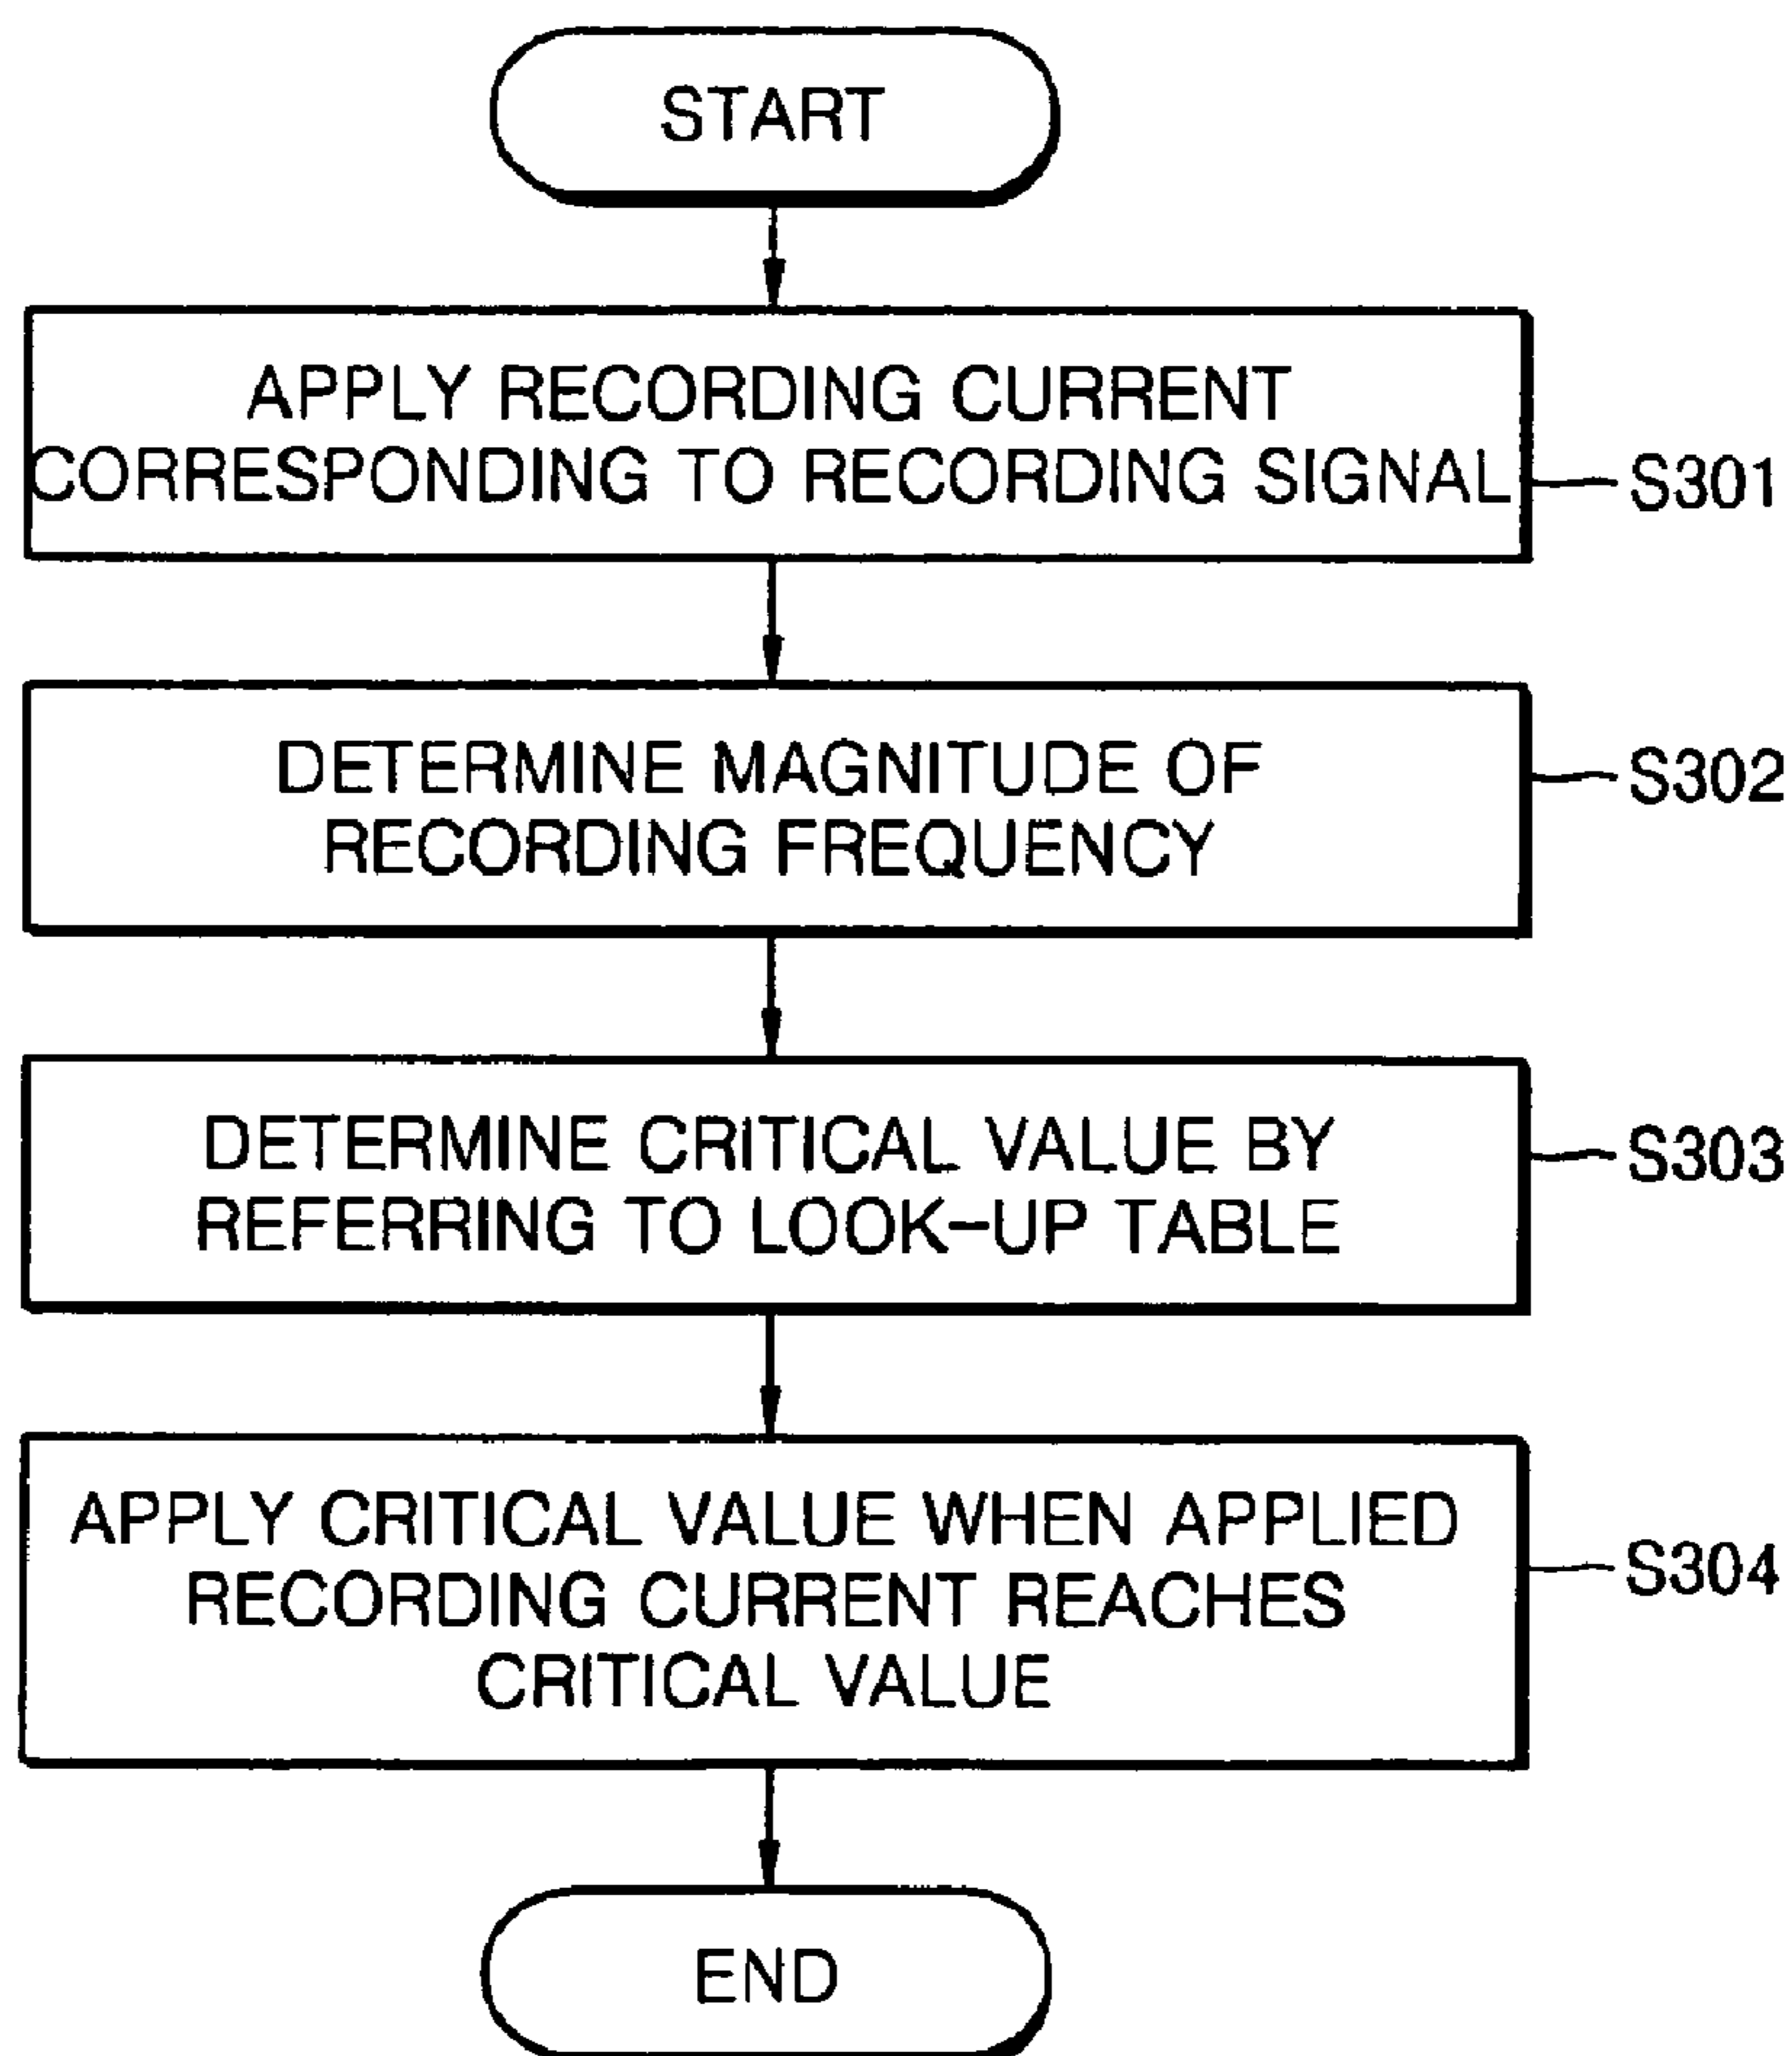 START
APPLY RECORDING CURRENT
CORRESPONDING TO RECORDING SIGNAL
S301
DETERMINE MAGNITUDE OF
RECORDING FREQUENCY
S302
DETERMINE CRITICAL VALUE BY
REFERRING TO LOOK-UP TABLE
S303
APPLY CRITICAL VALUE WHEN APPLIED
RECORDING CURRENT REACHES
CRITICAL VALUE
S304
END